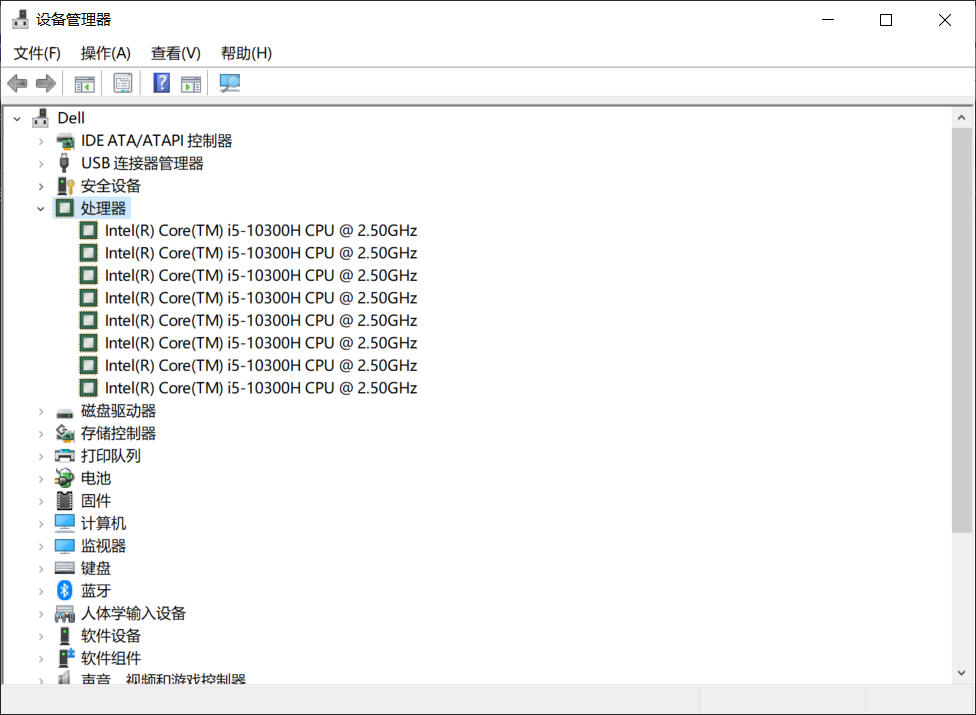 设备管理器
文件(F) 操作(A) 查看(V) 帮助(H)
Dell
IDE ATA/ATAPI 控制器
USB 连接器管理器
安全设备
处理器
Intel(R) Core(TM) i5-10300H CPU @ 2.50GHz
Intel(R) Core(TM) i5-10300H CPU @ 2.50GHz
Intel(R) Core(TM) i5-10300H CPU @ 2.50GHz
Intel(R) Core(TM) i5-10300H CPU @ 2.50GHz
Intel(R) Core(TM) i5-10300H CPU @ 2.50GHz
Intel(R) Core(TM) i5-10300H CPU @ 2.50GHz
Intel(R) Core(TM) i5-10300H CPU @ 2.50GHz
Intel(R) Core(TM) i5-10300H CPU @ 2.50GHz
磁盘驱动器
存储控制器
打印队列
电池
固件
计算机
监视器
键盘
蓝牙
人体学输入设备
软件设备
软件组件
声音、视频和游戏控制器